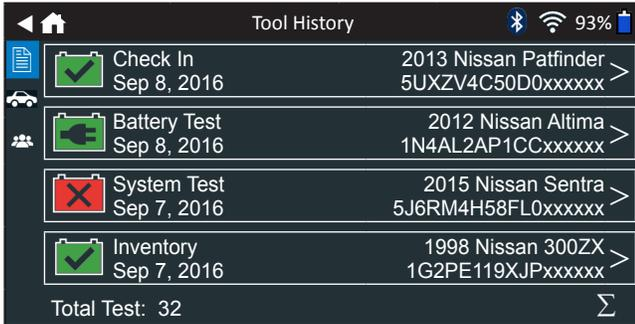 Tool History
93%
Check In
Sep 8, 2016
2013 Nissan Patfinder
5UXZV4C50D0xxxxxx
Battery Test
Sep 8, 2016
2012 Nissan Altima
1N4AL2AP1CCxxxxxx
System Test
Sep 7, 2016
2015 Nissan Sentra
5J6RM4H58FL0xxxxxx
Inventory
Sep 7, 2016
1998 Nissan 300ZX
1G2PE119XJPxxxxxx
Total Test: 32
Σ